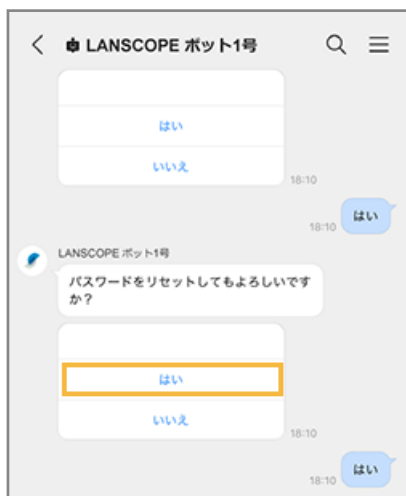 LANSCOPE ボット1号
はい
いいえ
18:10
はい
18:10
LANSCOPE ボット1号
パスワードをリセットしてもよろしいです
か？
はい
いいえ
18:10
はい
18:10